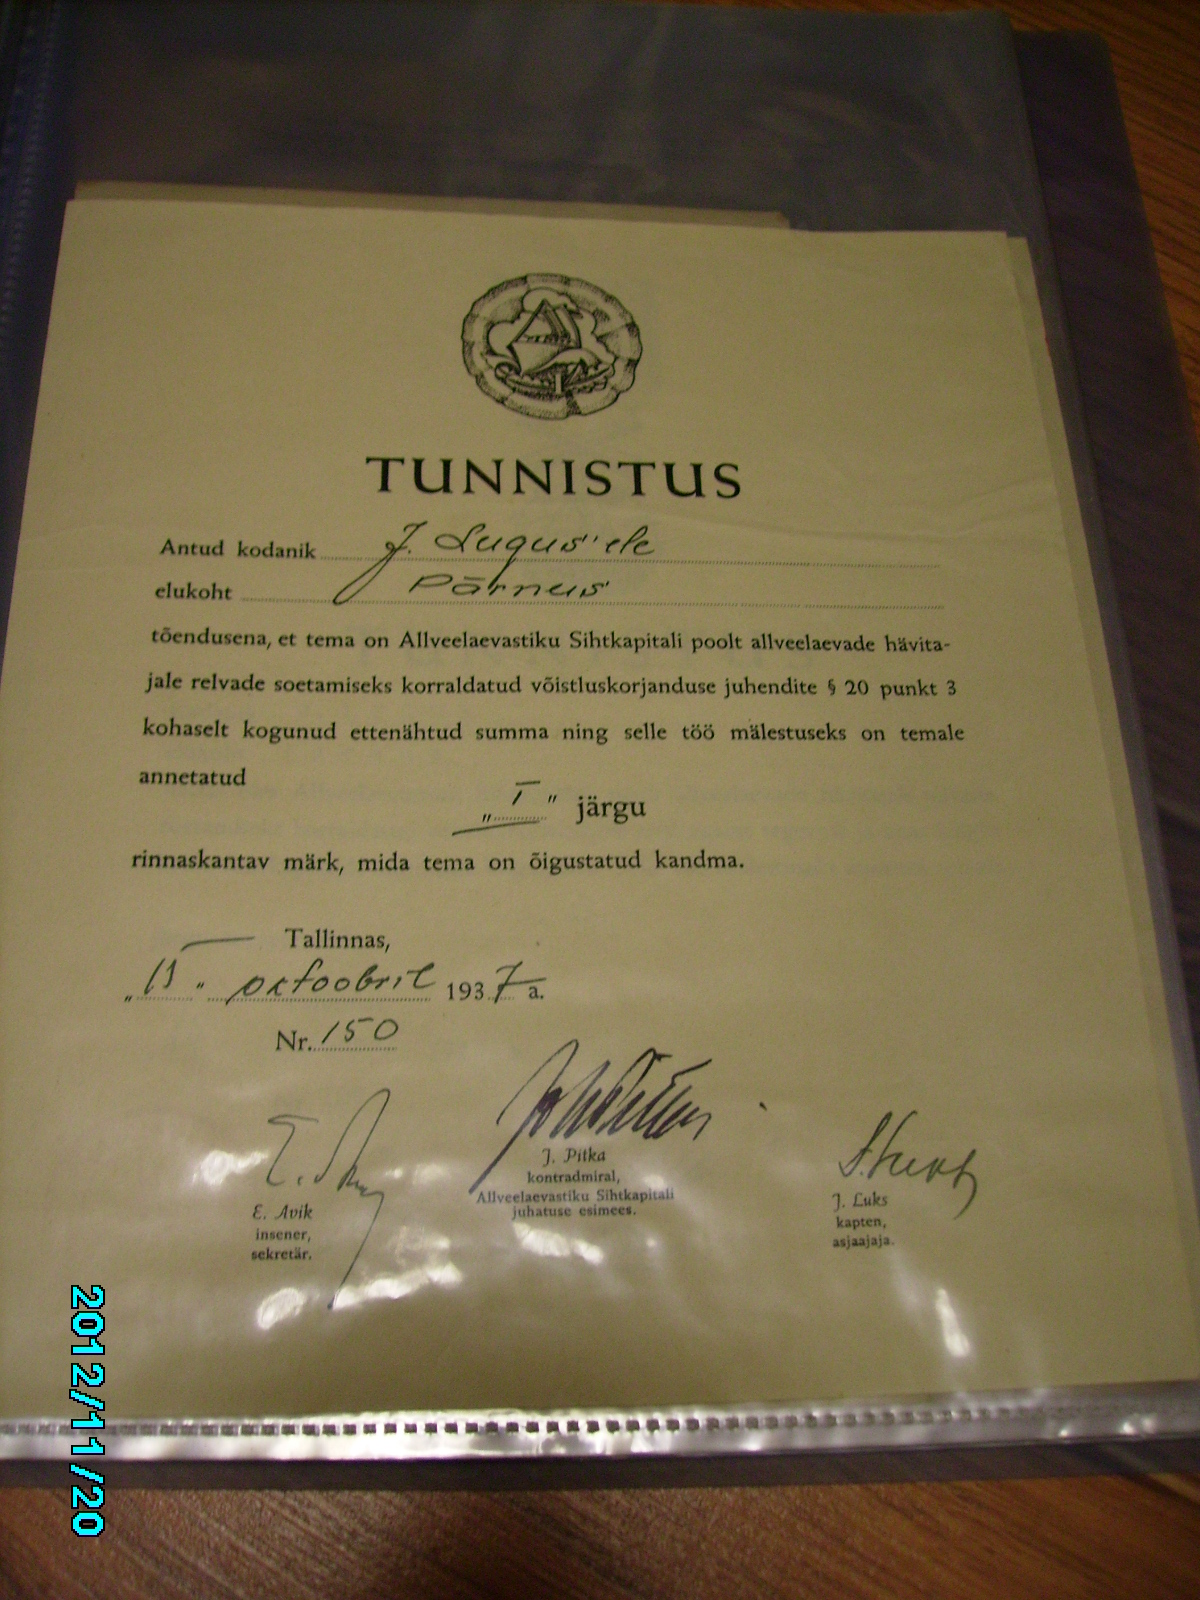 TUNNISTUS
Antud kodanik J. Lugus'ele
elukoht Pärnus
tõendusena, et tema on Allveelaevastiku Sihtkapitali poolt allveelaevade hävita-
jale relvade soetamiseks korraldatud võistluskorjanduse juhendite § 20 punkt 3
kohaselt kogunud ettenähtud summa ning selle töö mälestuseks on temale
annetatud
„I" järgu
rinnaskantav märk, mida tema on õigustatud kandma.
Tallinnas,
„15" oktoobril 1937 a.
Nr. 150
J. Pitka
kontradmiral,
Allveelaevastiku Sihtkapitali
juhatuse esimees.
E. Avik
insener,
sekretär.
J. Luks
kapten,
asjaajaja.
2012/11/20